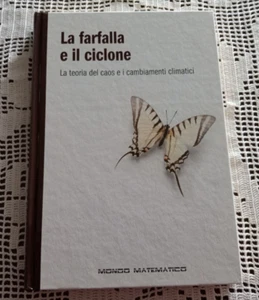 La farfalla
e il ciclone
La teoria del caos e i cambiamenti climatici
MONDO MATEMATICO